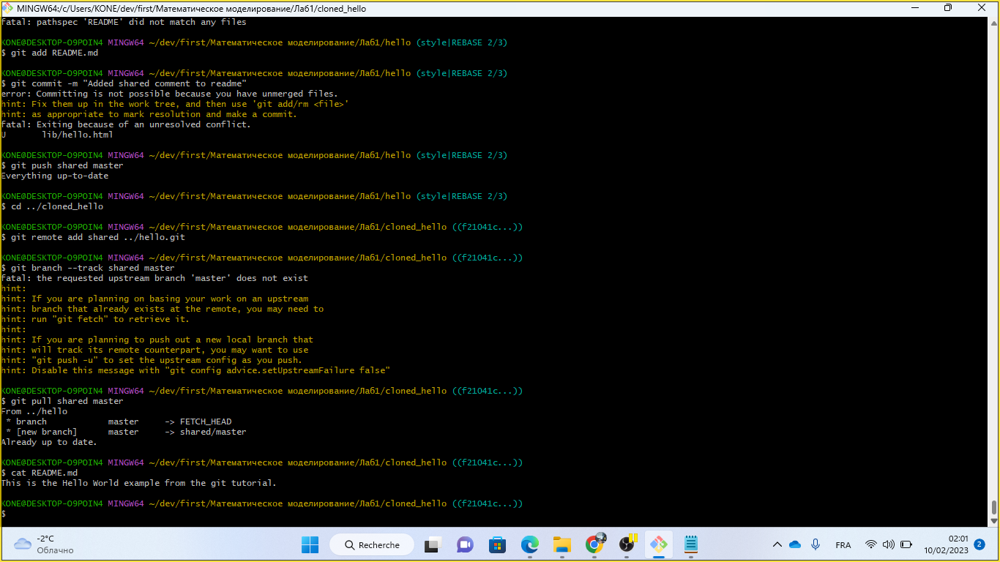 MINGW64:/c/Users/KONE/dev/first/Математическое моделирование/Лаб1/cloned_hello
fatal: pathspec 'README' did not match any files
KONE@DESKTOP-O9POIN4 MINGW64 ~/dev/first/Математическое моделирование/Лаб1/hello (style|REBASE 2/3)
$ git add README.md
KONE@DESKTOP-O9POIN4 MINGW64 ~/dev/first/Математическое моделирование/Лаб1/hello (style|REBASE 2/3)
$ git commit -m "Added shared comment to readme"
error: Committing is not possible because you have unmerged files.
hint: Fix them up in the work tree, and then use 'git add/rm <file>'
hint: as appropriate to mark resolution and make a commit.
fatal: Exiting because of an unresolved conflict.
U       lib/hello.html
KONE@DESKTOP-O9POIN4 MINGW64 ~/dev/first/Математическое моделирование/Лаб1/hello (style|REBASE 2/3)
$ git push shared master
Everything up-to-date
KONE@DESKTOP-O9POIN4 MINGW64 ~/dev/first/Математическое моделирование/Лаб1/hello (style|REBASE 2/3)
$ cd ../cloned_hello
KONE@DESKTOP-O9POIN4 MINGW64 ~/dev/first/Математическое моделирование/Лаб1/cloned_hello ((f21041c...))
$ git remote add shared ../hello.git
KONE@DESKTOP-O9POIN4 MINGW64 ~/dev/first/Математическое моделирование/Лаб1/cloned_hello ((f21041c...))
$ git branch --track shared master
fatal: the requested upstream branch 'master' does not exist
hint:
hint: If you are planning on basing your work on an upstream
hint: branch that already exists at the remote, you may need to
hint: run "git fetch" to retrieve it.
hint:
hint: If you are planning to push out a new local branch that
hint: will track its remote counterpart, you may want to use
hint: "git push -u" to set the upstream config as you push.
hint: Disable this message with "git config advice.setUpstreamFailure false"
KONE@DESKTOP-O9POIN4 MINGW64 ~/dev/first/Математическое моделирование/Лаб1/cloned_hello ((f21041c...))
$ git pull shared master
From ../hello
 * branch            master     -> FETCH_HEAD
 * [new branch]      master     -> shared/master
Already up to date.
KONE@DESKTOP-O9POIN4 MINGW64 ~/dev/first/Математическое моделирование/Лаб1/cloned_hello ((f21041c...))
$ cat README.md
This is the Hello World example from the git tutorial.
KONE@DESKTOP-O9POIN4 MINGW64 ~/dev/first/Математическое моделирование/Лаб1/cloned_hello ((f21041c...))
$
-2°C
Облачно
Recherche
FRA
02:01
10/02/2023
2